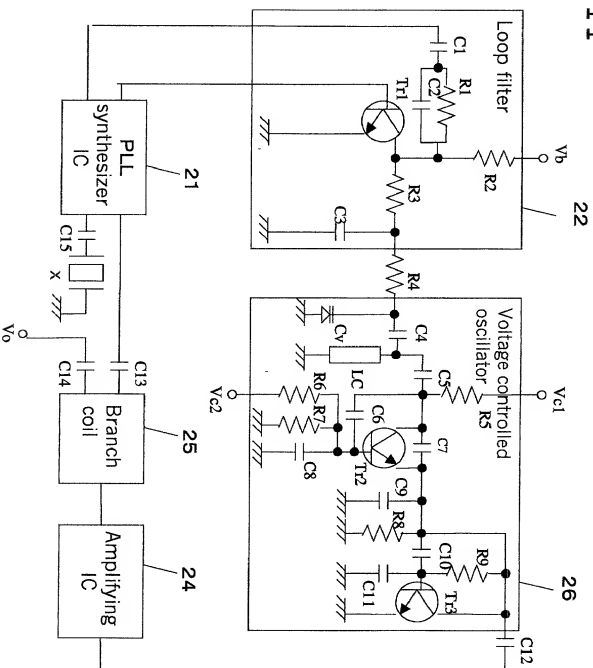 Loop filter
C1
R1
C2
Tr1
R2
Vb
22
R3
C3
R4
Voltage controlled
oscillator
Cv
C4
LC
C5
R5
Vc1
R6
R7
Vc2
C6
C8
Tr2
C7
C9
R8
C10
R9
C11
Tr3
26
C12
PLL
synthesizer
IC
21
C15
X
Vo
C14
C13
Branch
coil
25
Amplifying
IC
24